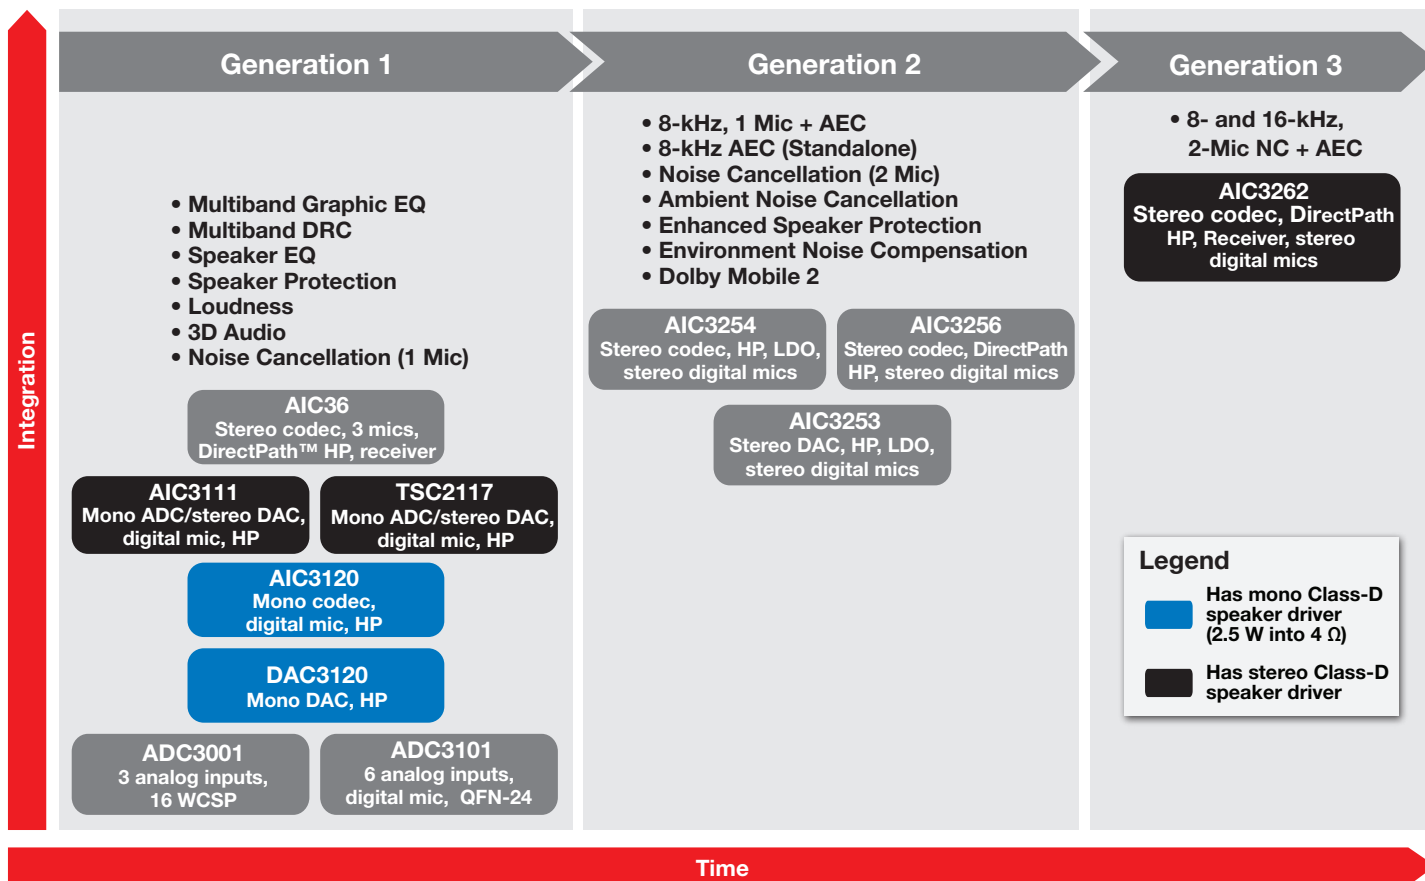 Integration
Generation 1
• Multiband Graphic EQ
• Multiband DRC
• Speaker EQ
• Speaker Protection
• Loudness
• 3D Audio
• Noise Cancellation (1 Mic)
AIC36
Stereo codec, 3 mics,
DirectPath™ HP, receiver
AIC3111
Mono ADC/stereo DAC,
digital mic, HP
TSC2117
Mono ADC/stereo DAC,
digital mic, HP
AIC3120
Mono codec,
digital mic, HP
DAC3120
Mono DAC, HP
ADC3001
3 analog inputs,
16 WCSP
ADC3101
6 analog inputs,
digital mic, QFN-24
Generation 2
• 8-kHz, 1 Mic + AEC
• 8-kHz AEC (Standalone)
• Noise Cancellation (2 Mic)
• Ambient Noise Cancellation
• Enhanced Speaker Protection
• Environment Noise Compensation
• Dolby Mobile 2
AIC3254
Stereo codec, HP, LDO,
stereo digital mics
AIC3256
Stereo codec, DirectPath
HP, stereo digital mics
AIC3253
Stereo DAC, HP, LDO,
stereo digital mics
Generation 3
• 8- and 16-kHz,
2-Mic NC + AEC
AIC3262
Stereo codec, DirectPath
HP, Receiver, stereo
digital mics
Legend
Has mono Class-D
speaker driver
(2.5 W into 4 Ω)
Has stereo Class-D
speaker driver
Time